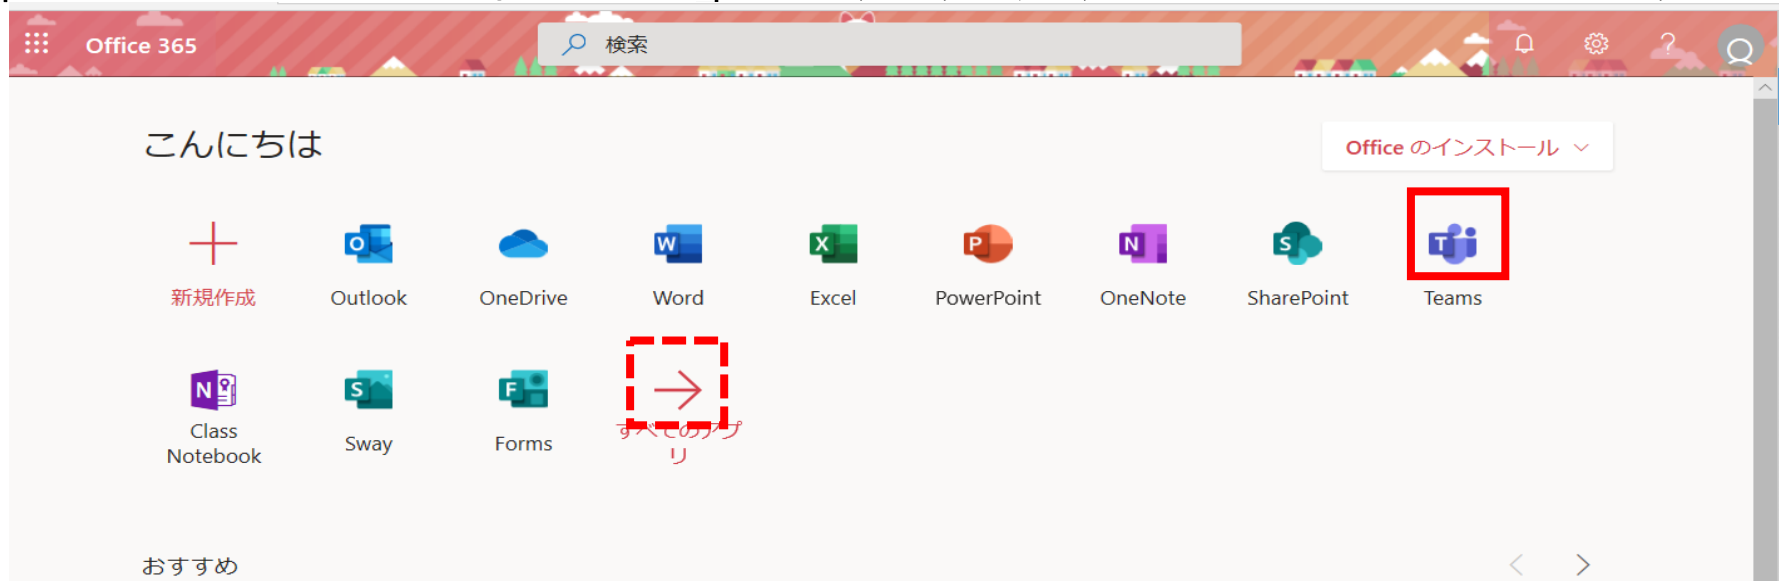 Office 365
検索
こんにちは
Office のインストール
新規作成
Outlook
OneDrive
Word
Excel
PowerPoint
OneNote
SharePoint
Teams
Class
Notebook
Sway
Forms
すべてのアプ
リ
おすすめ